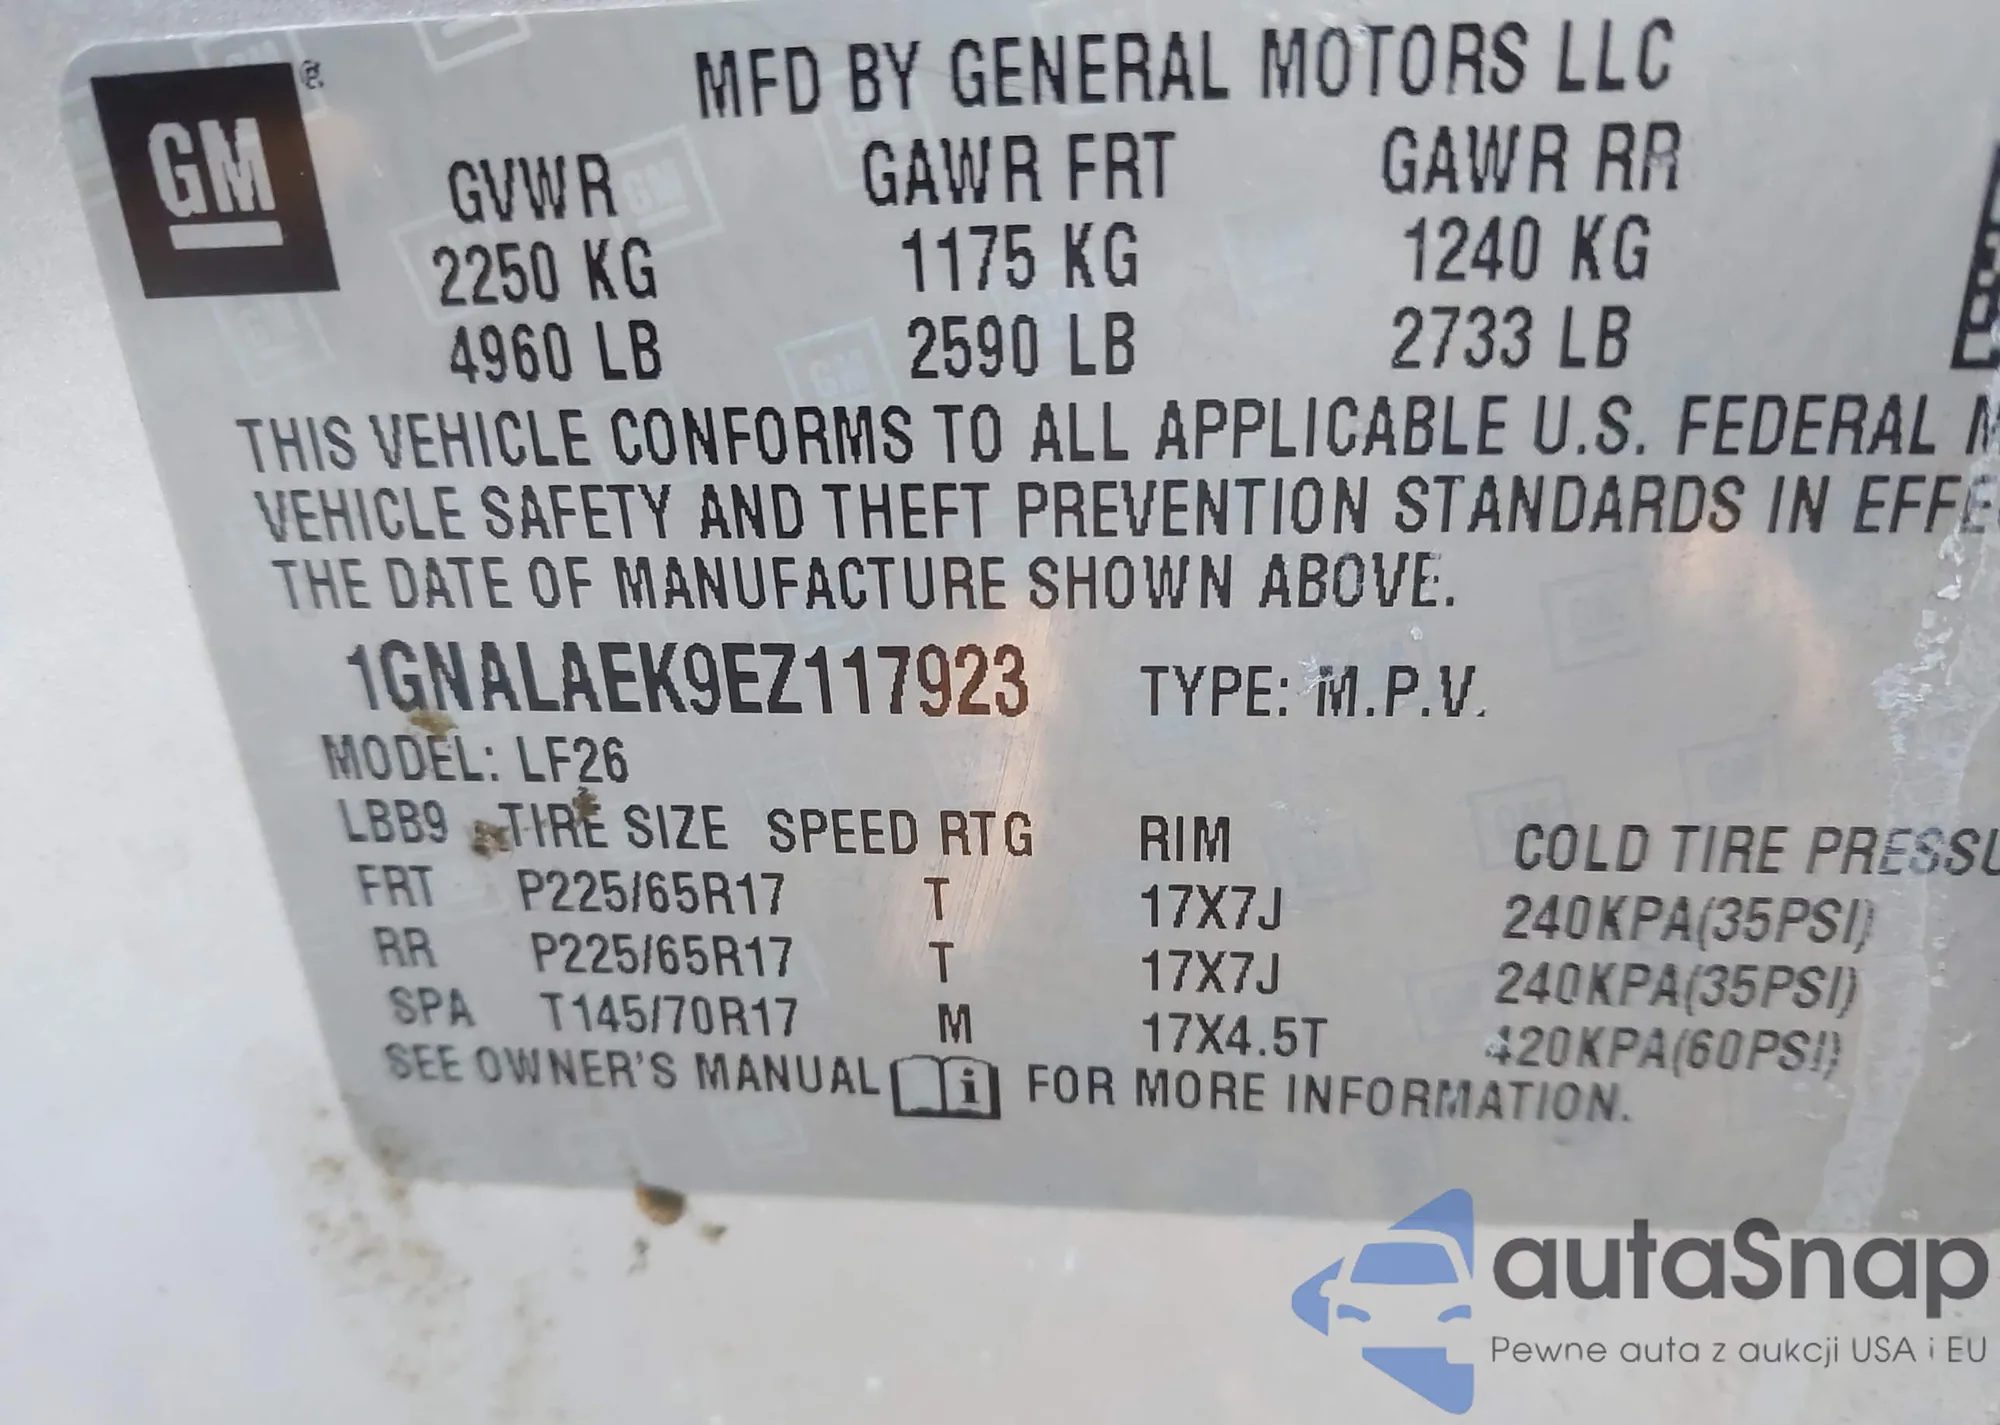 GM ®
MFD BY GENERAL MOTORS LLC
GVWR GAWR FRT GAWR RR
2250 KG 1175 KG 1240 KG
4960 LB 2590 LB 2733 LB
THIS VEHICLE CONFORMS TO ALL APPLICABLE U.S. FEDERAL M
VEHICLE SAFETY AND THEFT PREVENTION STANDARDS IN EFFE
THE DATE OF MANUFACTURE SHOWN ABOVE.
1GNALAEK9EZ117923 TYPE: M.P.V.
MODEL: LF26
LBB9 TIRE SIZE SPEED RTG RIM COLD TIRE PRESSU
FRT P225/65R17 T 17X7J 240KPA(35PSI)
RR P225/65R17 T 17X7J 240KPA(35PSI)
SPA T145/70R17 M 17X4.5T 420KPA(60PSI)
SEE OWNER'S MANUAL i FOR MORE INFORMATION.
autaSnap
Pewne auta z aukcji USA i EU